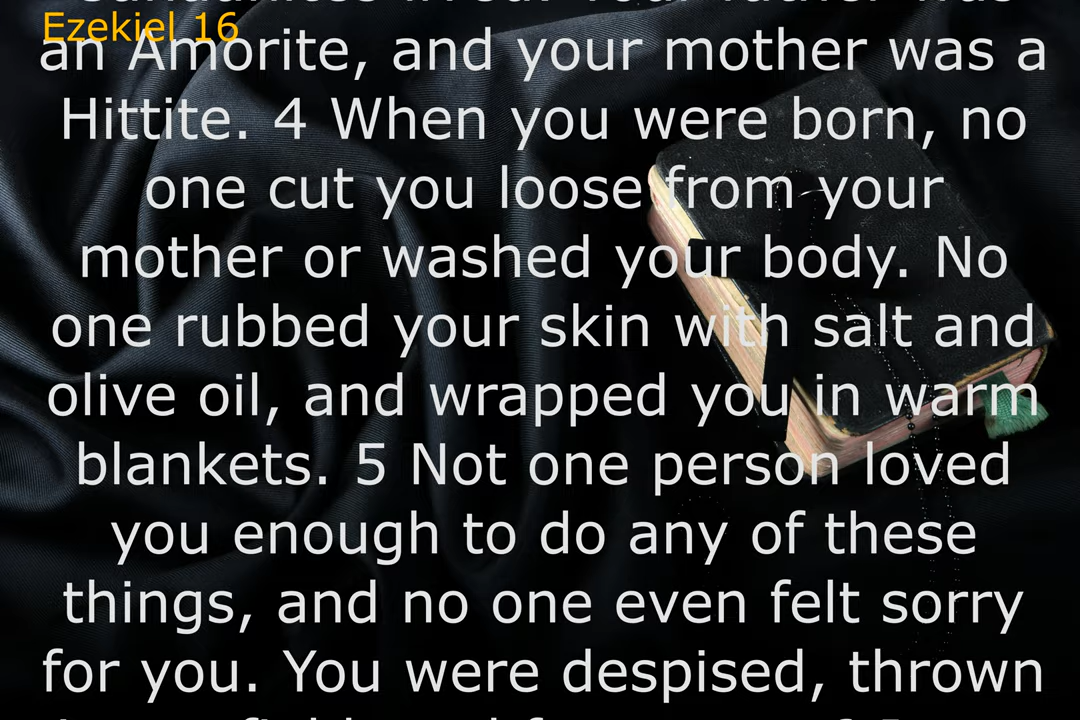 Ezekiel 16
an Amorite, and your mother was a
Hittite. 4 When you were born, no
one cut you loose from your
mother or washed your body. No
one rubbed your skin with salt and
olive oil, and wrapped you in warm
blankets. 5 Not one person loved
you enough to do any of these
things, and no one even felt sorry
for you. You were despised, thrown